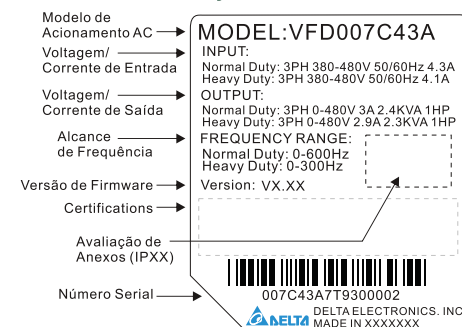 Modelo de
Acionamento AC
MODEL:VFD007C43A
Voltagem/
Corrente de Entrada
INPUT:
Normal Duty: 3PH 380-480V 50/60Hz 4.3A
Heavy Duty: 3PH 380-480V 50/60Hz 4.1A
Voltagem/
Corrente de Saída
OUTPUT:
Normal Duty: 3PH 0-480V 3A 2.4KVA 1HP
Heavy Duty: 3PH 0-480V 2.9A 2.3KVA 1HP
Alcance
de Frequência
FREQUENCY RANGE:
Normal Duty: 0-600Hz
Heavy Duty: 0-300Hz
Versão de Firmware
Version: VX.XX
Certifications
Avaliação de
Anexos (IPXX)
Número Serial
007C43A7T9300002
DELTA
DELTA ELECTRONICS. INC
MADE IN XXXXXXX